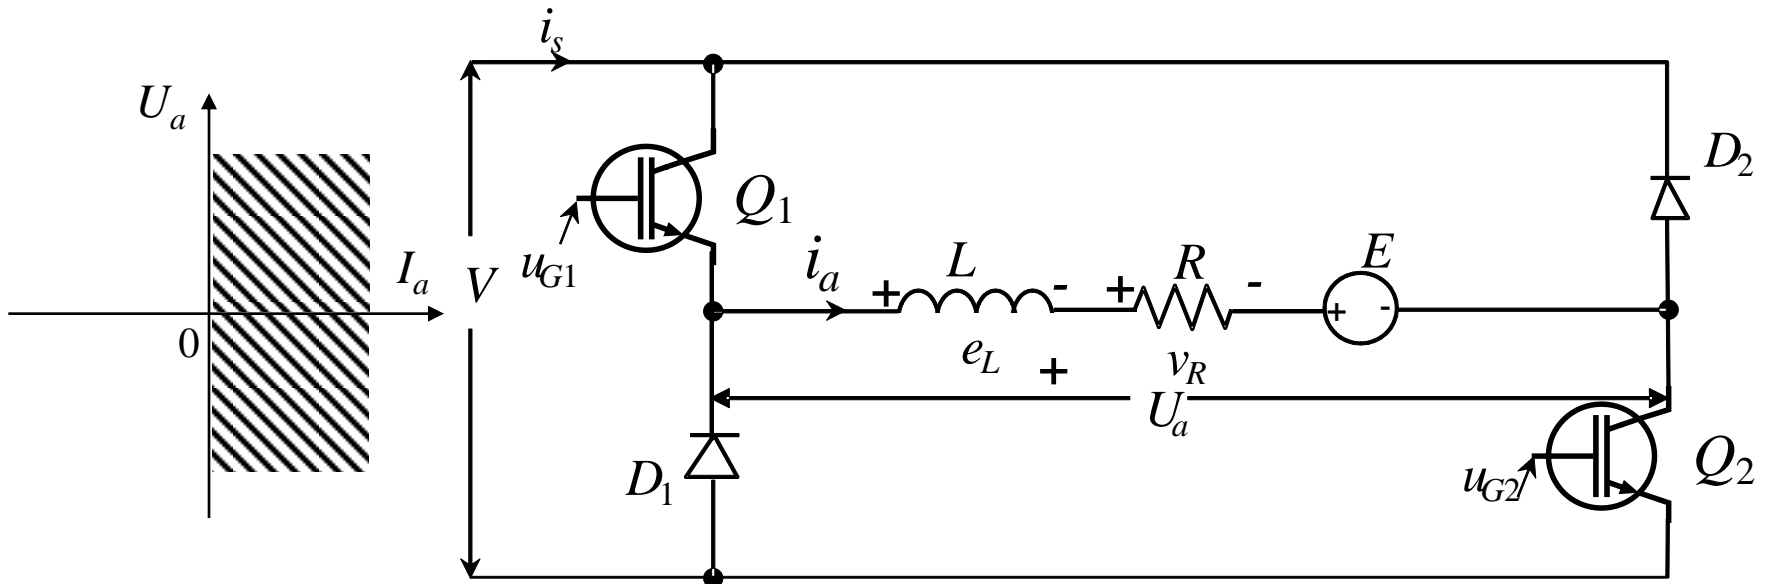 i_s
U_a
D_2
Q_1
I_a
V
u_G1
i_a
L
R
E
+ - + - + -
0
e_L
+
v_R
U_a
D_1
u_G2
Q_2